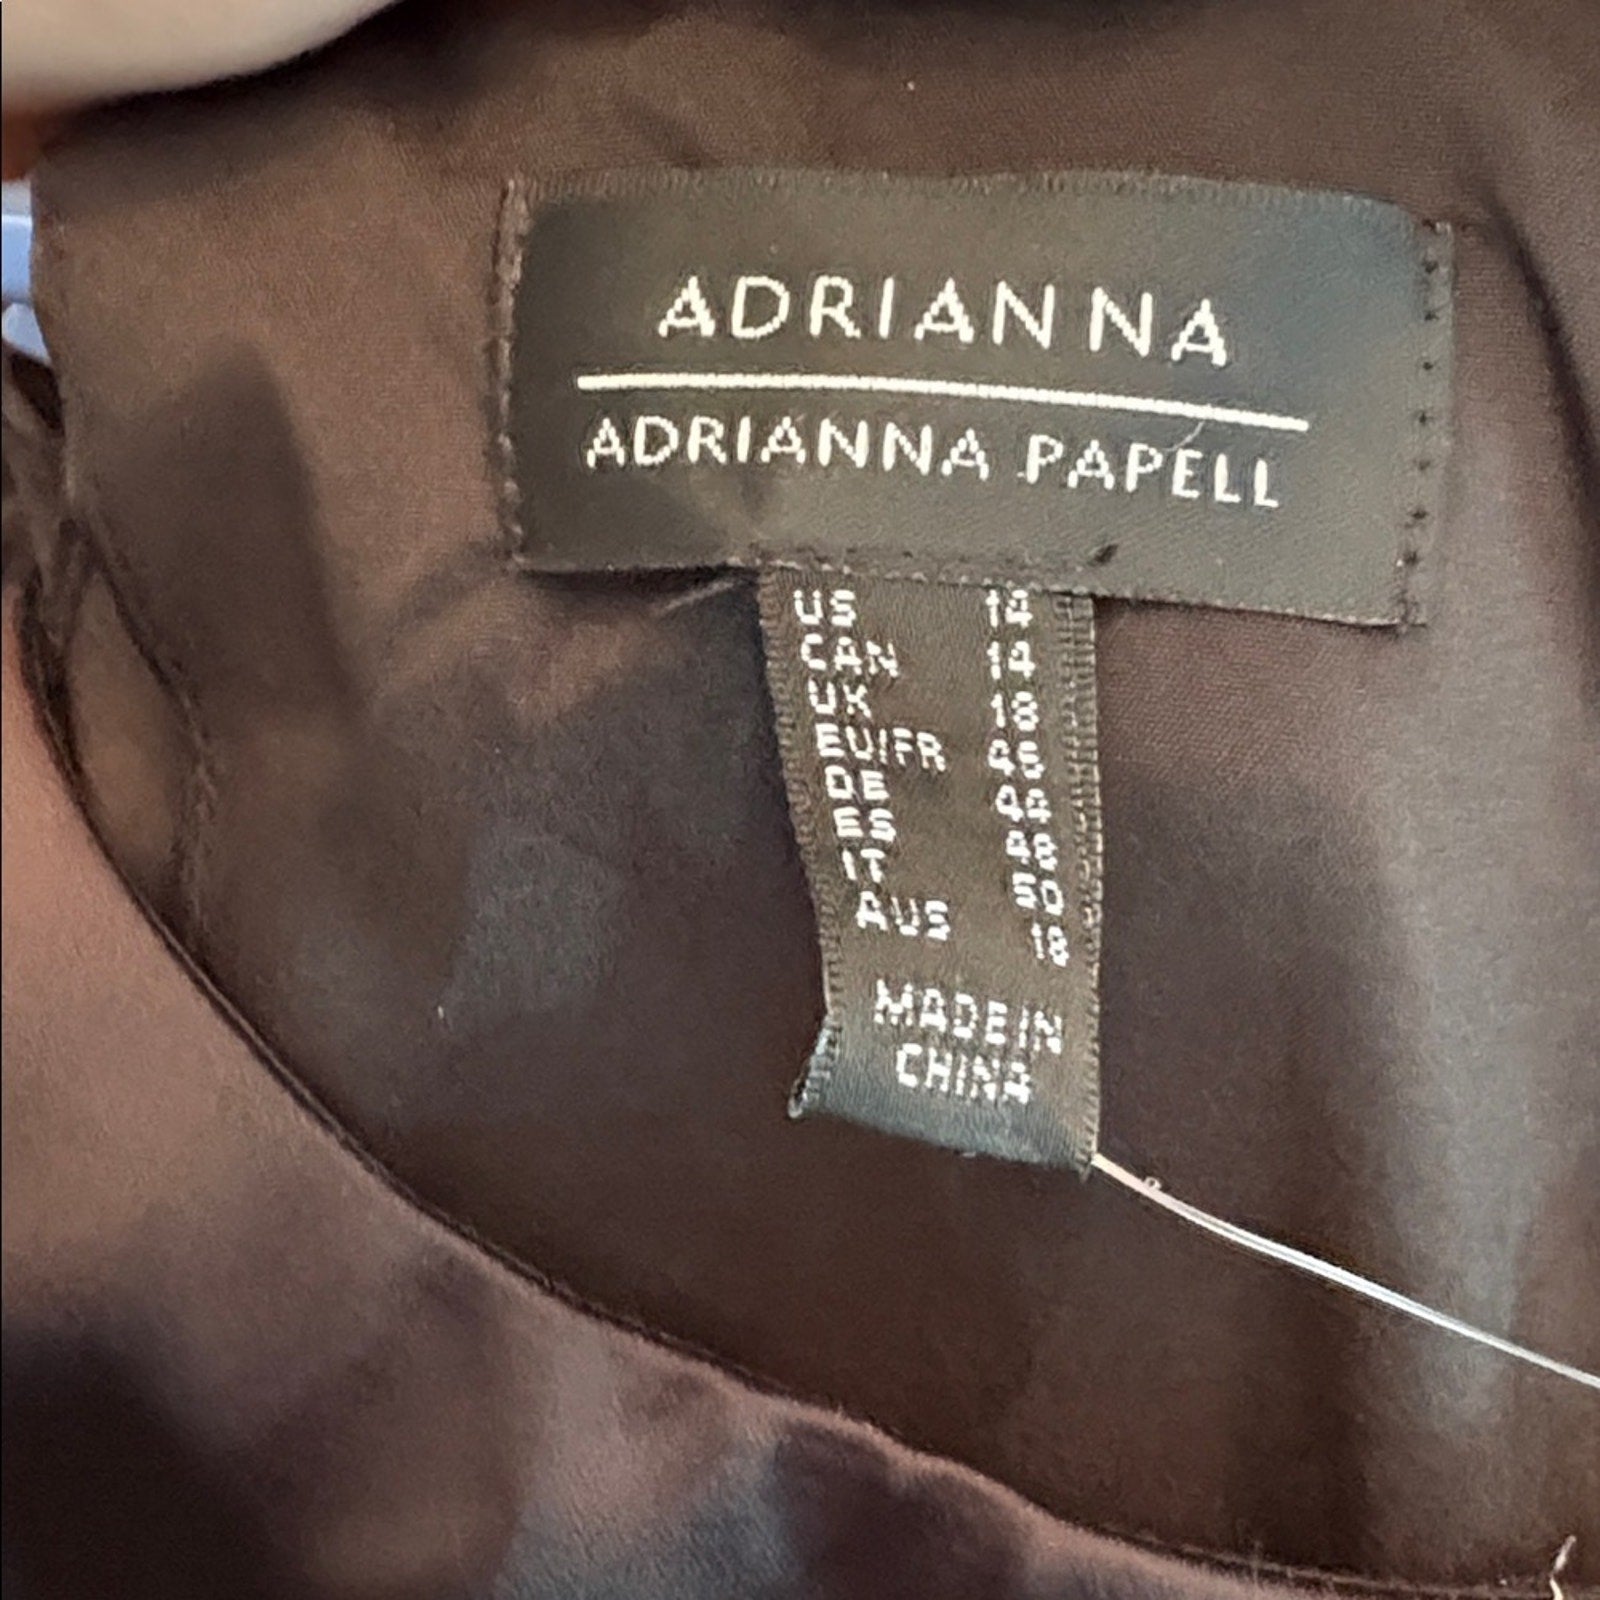 ADRIANNA
ADRIANNA PAPELL
US 14
CAN 14
UK 18
EU/FR 46
DE 44
ES 48
IT 50
AUS 18
MADE IN
CHINA